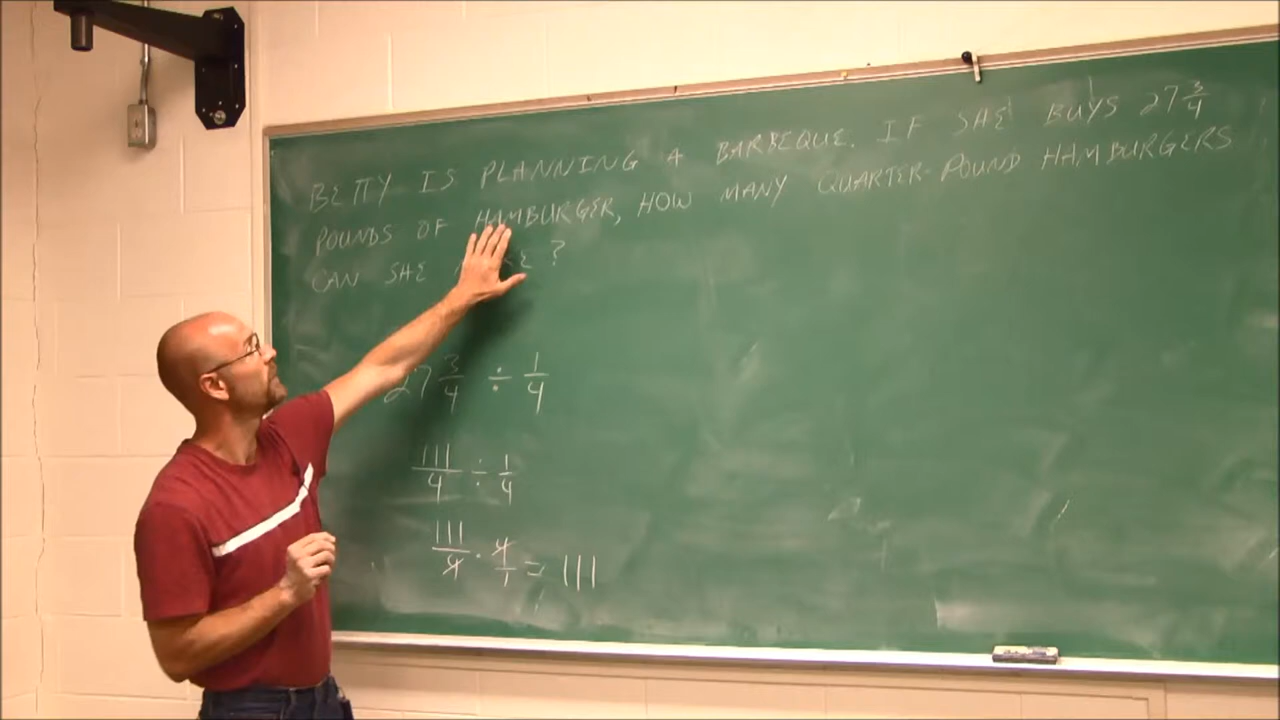 BETTY IS PLANNING A BARBEQUE. IF SHE BUYS 27 3/4
POUNDS OF HAMBURGER, HOW MANY QUARTER-POUND HAMBURGERS
CAN SHE ?
27 3/4 ÷ 1/4
111/4 ÷ 1/4
111/4 · 4/1 = 111